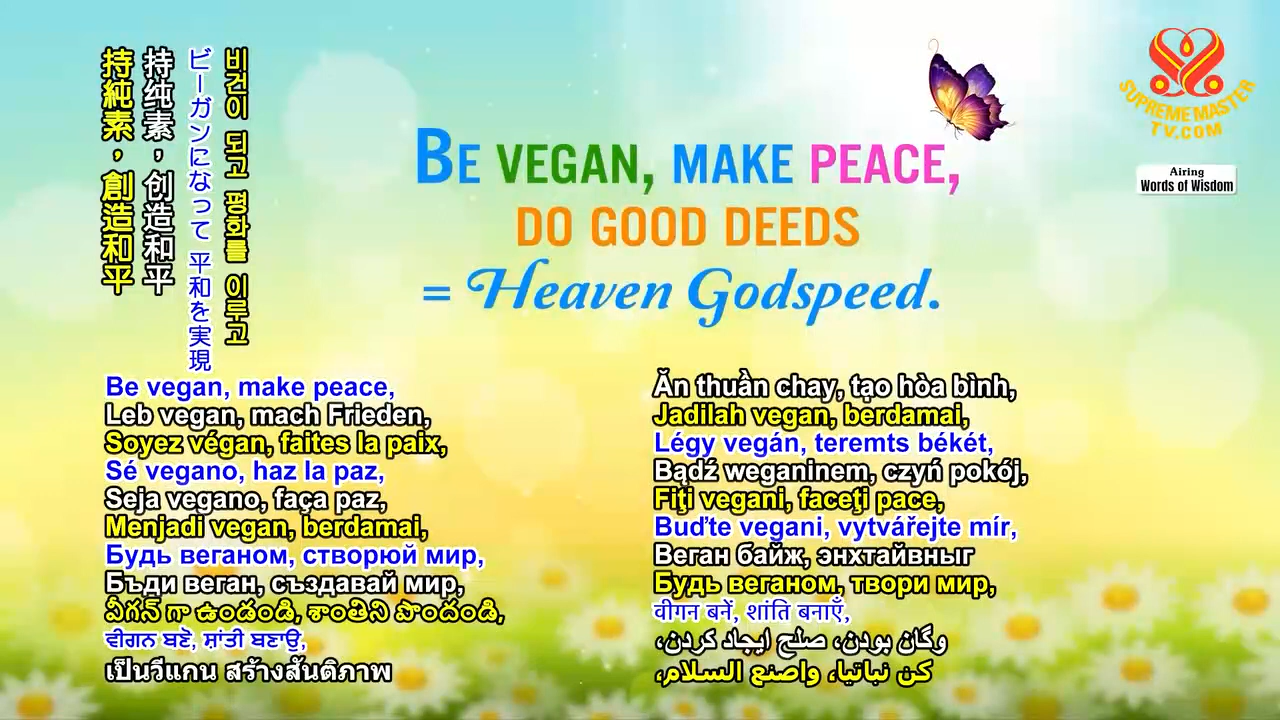 持純素，創造和平
持纯素，创造和平
ビーガンになって 平和を実現
비건이 되고 평화를 이루고
BE VEGAN, MAKE PEACE,
DO GOOD DEEDS
= Heaven Godspeed.
SUPREME MASTER
TV.COM
Airing
Words of Wisdom
Be vegan, make peace,
Leb vegan, mach Frieden,
Soyez végan, faites la paix,
Sé vegano, haz la paz,
Seja vegano, faça paz,
Menjadi vegan, berdamai,
Будь веганом, створюй мир,
Бъди веган, създавай мир,
వీగన్ గా ఉండండి, శాంతిని పొందండి,
ਵੀਗਨ ਬਣੋ, ਸ਼ਾਂਤੀ ਬਣਾਉ,
เป็นวีแกน สร้างสันติภาพ
Ăn thuần chay, tạo hòa bình,
Jadilah vegan, berdamai,
Légy vegán, teremts békét,
Bądź weganinem, czyń pokój,
Fiţi vegani, faceţi pace,
Buďte vegani, vytvářejte mír,
Веган байж, энхтайвныг
Будь веганом, твори мир,
वीगन बनें, शांति बनाएँ,
وگان بودن، صلح ایجاد کردن،
كن نباتيا، واصنع السلام،